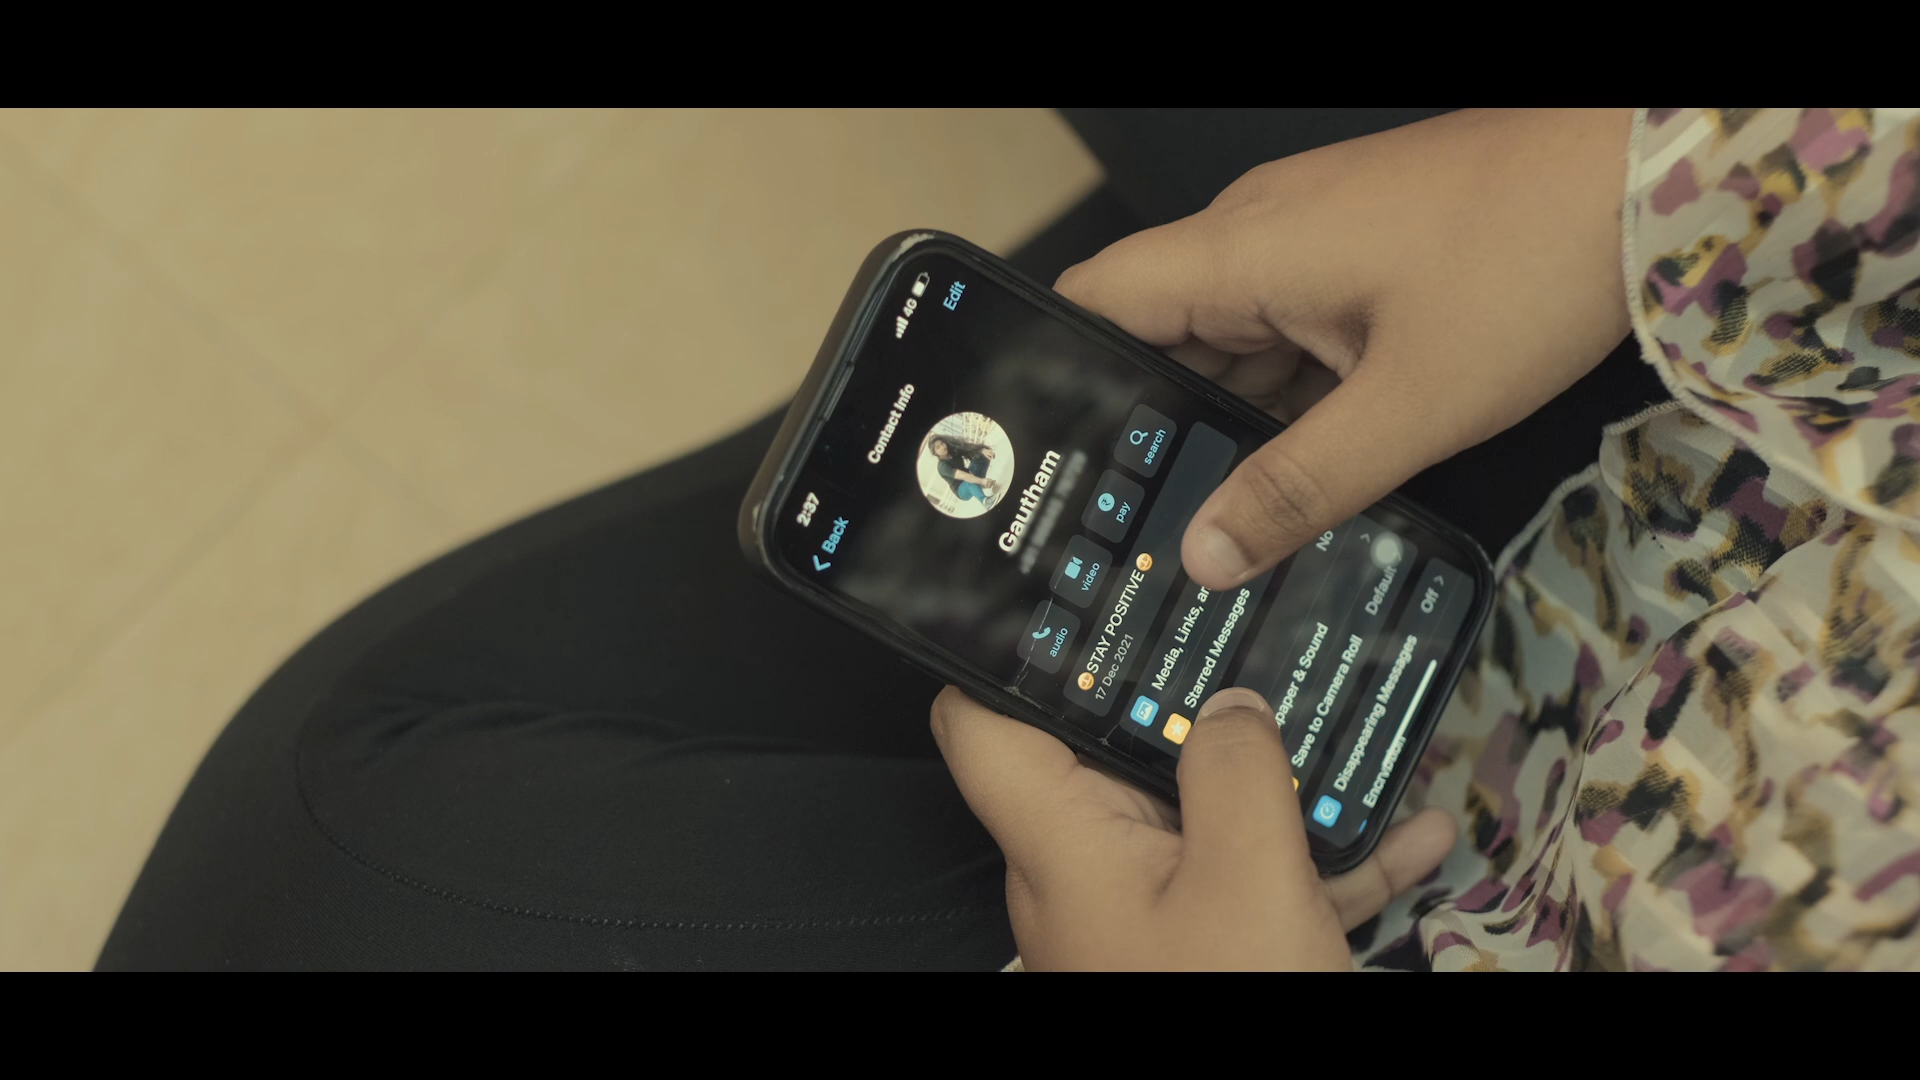 2:37
4G
< Back
Contact Info
Edit
Gautham
audio
video
pay
search
😇STAY POSITIVE😇
17 Dec 2021
Media, Links, an
No
Starred Messages
paper & Sound
Default
Save to Camera Roll
Disappearing Messages
Off
Encryption